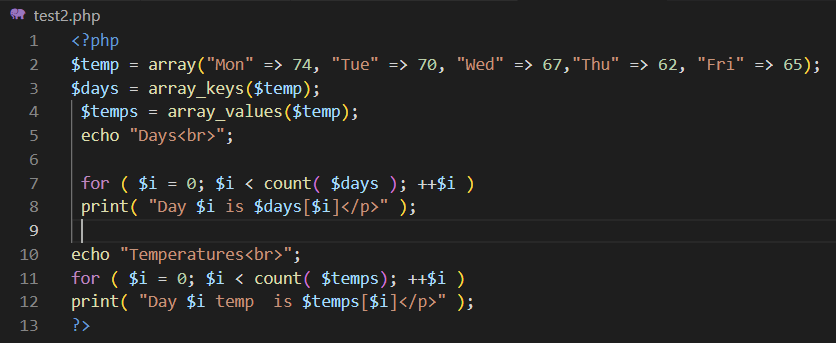 test2.php
1 <?php
2 $temp = array("Mon" => 74, "Tue" => 70, "Wed" => 67,"Thu" => 62, "Fri" => 65);
3 $days = array_keys($temp);
4 $temps = array_values($temp);
5 echo "Days<br>";
6
7 for ( $i = 0; $i < count( $days ); ++$i )
8 print( "Day $i is $days[$i]</p>" );
9
10 echo "Temperatures<br>";
11 for ( $i = 0; $i < count( $temps); ++$i )
12 print( "Day $i temp  is $temps[$i]</p>" );
13 ?>